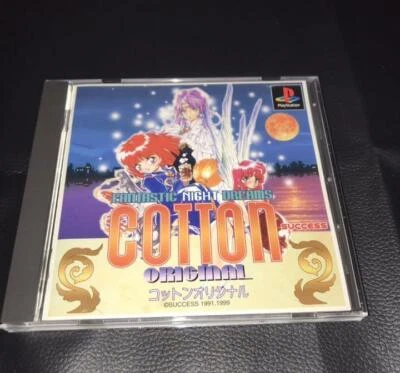 PlayStation
FANTASTIC NIGHT DREAMS
COTTON
SUCCESS
ORIGINAL
コットンオリジナル
©SUCCESS 1991,1999